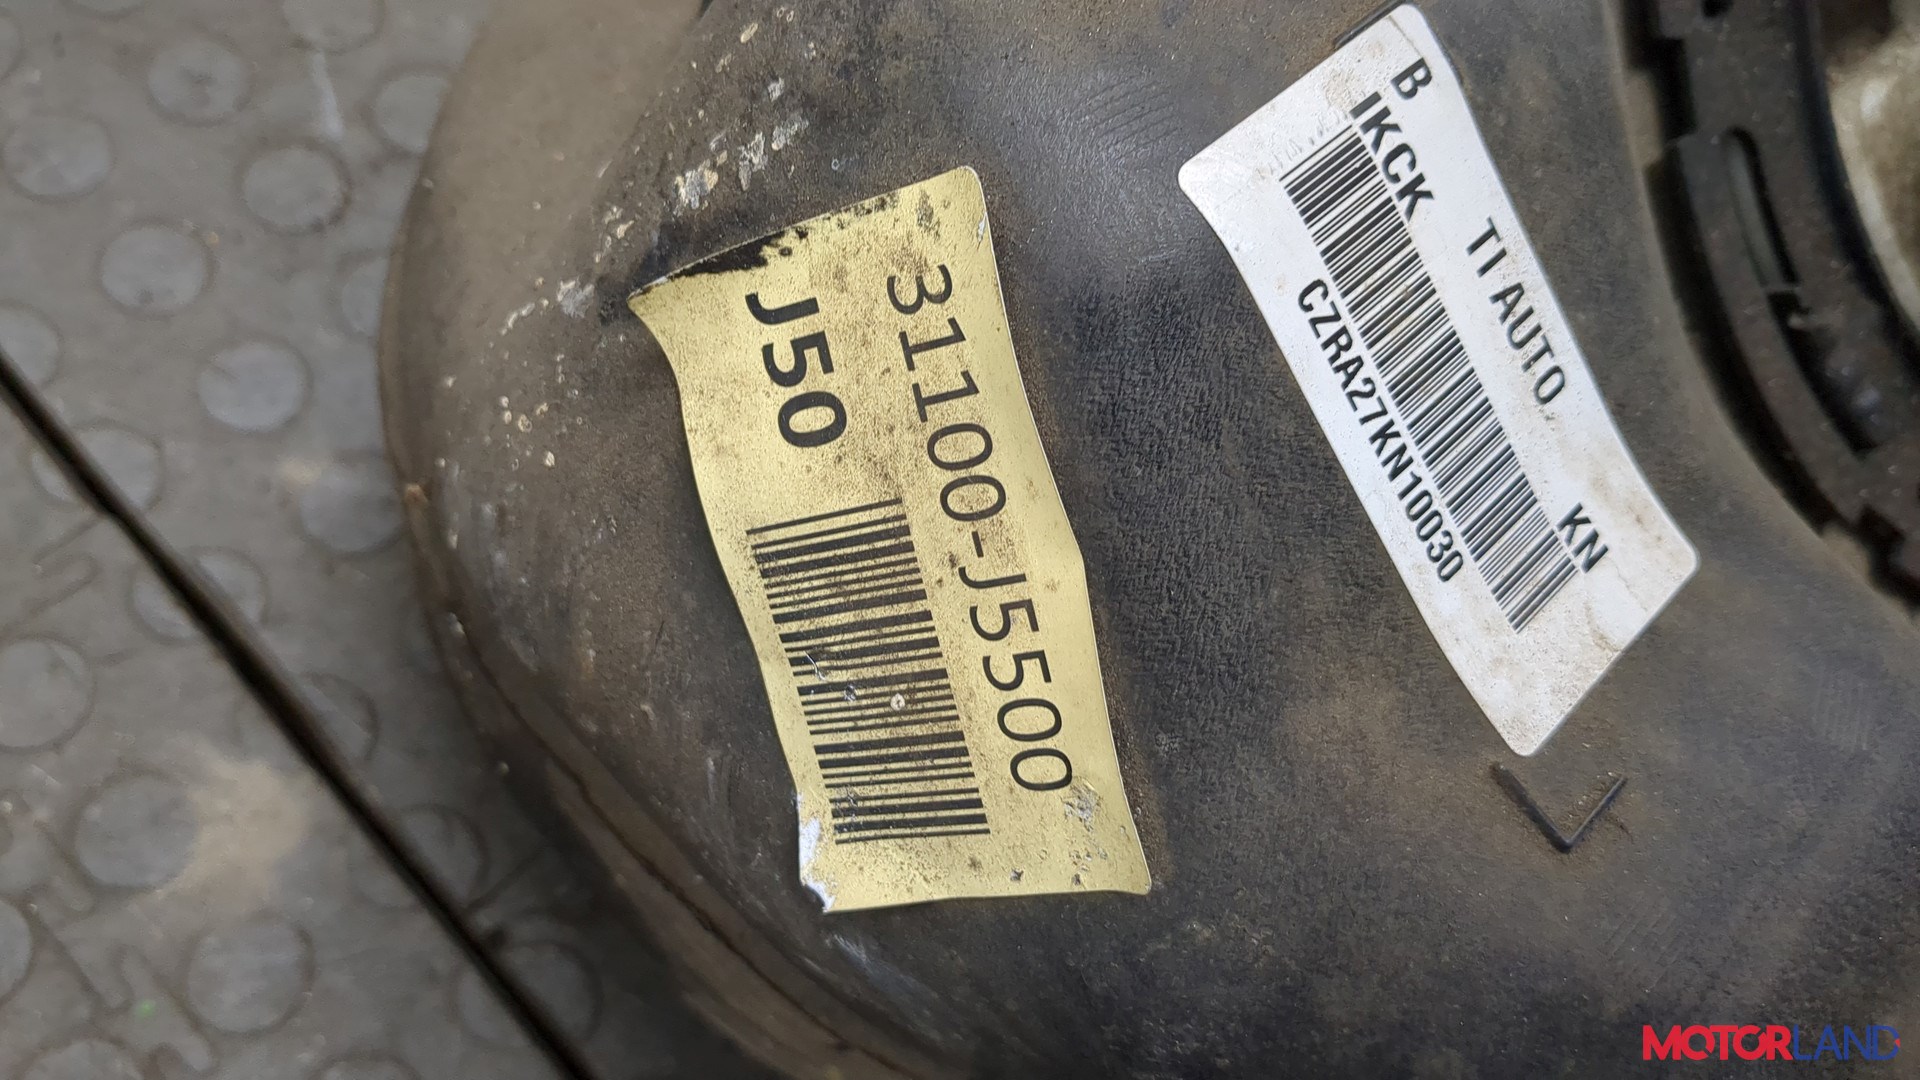 31100-J5500
J50
B
IKCK TI AUTO KN
CZRA27KN10030
MOTORLAND